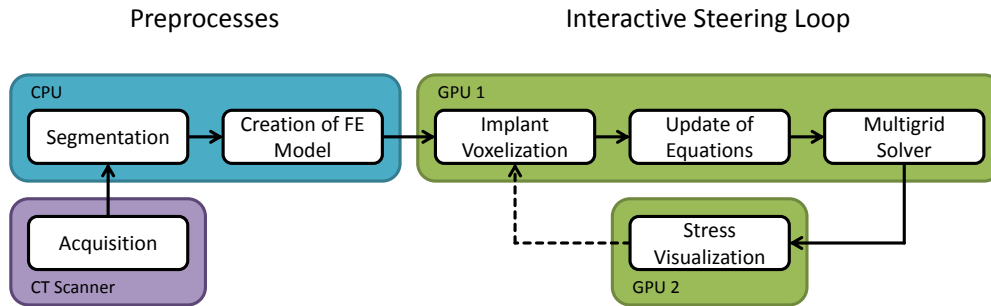 Preprocesses
Interactive Steering Loop
CPU
Segmentation
Creation of FE
Model
GPU 1
Implant
Voxelization
Update of
Equations
Multigrid
Solver
Acquisition
CT Scanner
Stress
Visualization
GPU 2